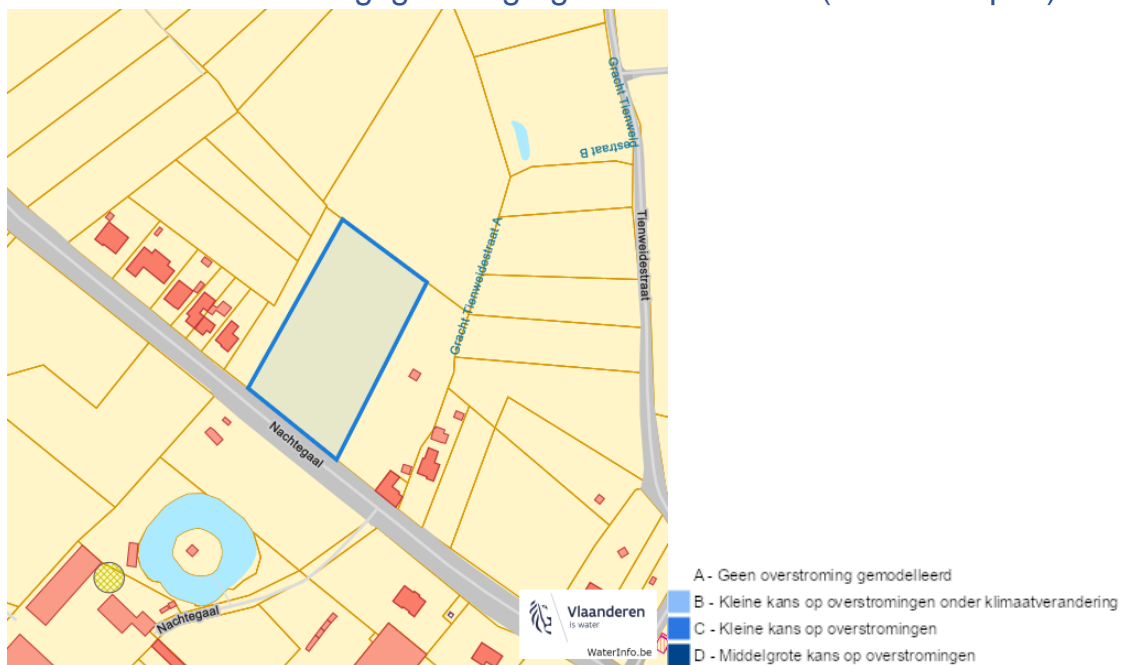 Gracht Tienweid
estraat B
Gracht Tienweidestraat A
Tienweidestraat
Nachtegaal
Nachtegaal
Vlaanderen
is water
WaterInfo.be
A - Geen overstroming gemodelleerd
B - Kleine kans op overstromingen onder klimaatverandering
C - Kleine kans op overstromingen
D - Middelgrote kans op overstromingen